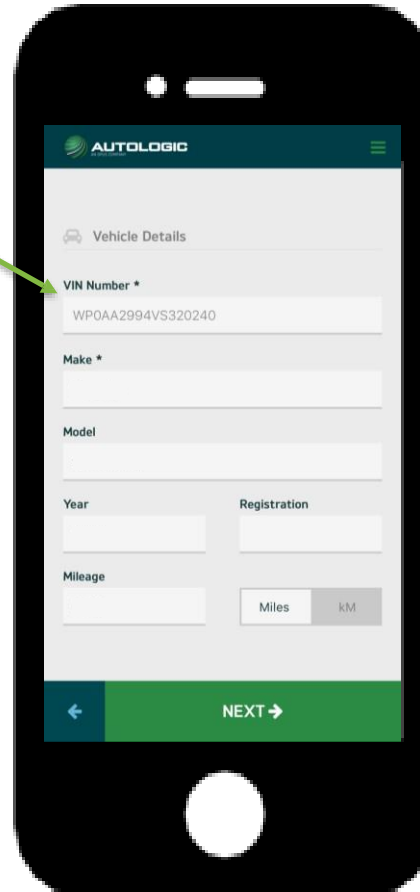 AUTOLOGIC
Vehicle Details
VIN Number *
WP0AA2994VS320240
Make *
Model
Year Registration
Mileage
Miles kM
NEXT